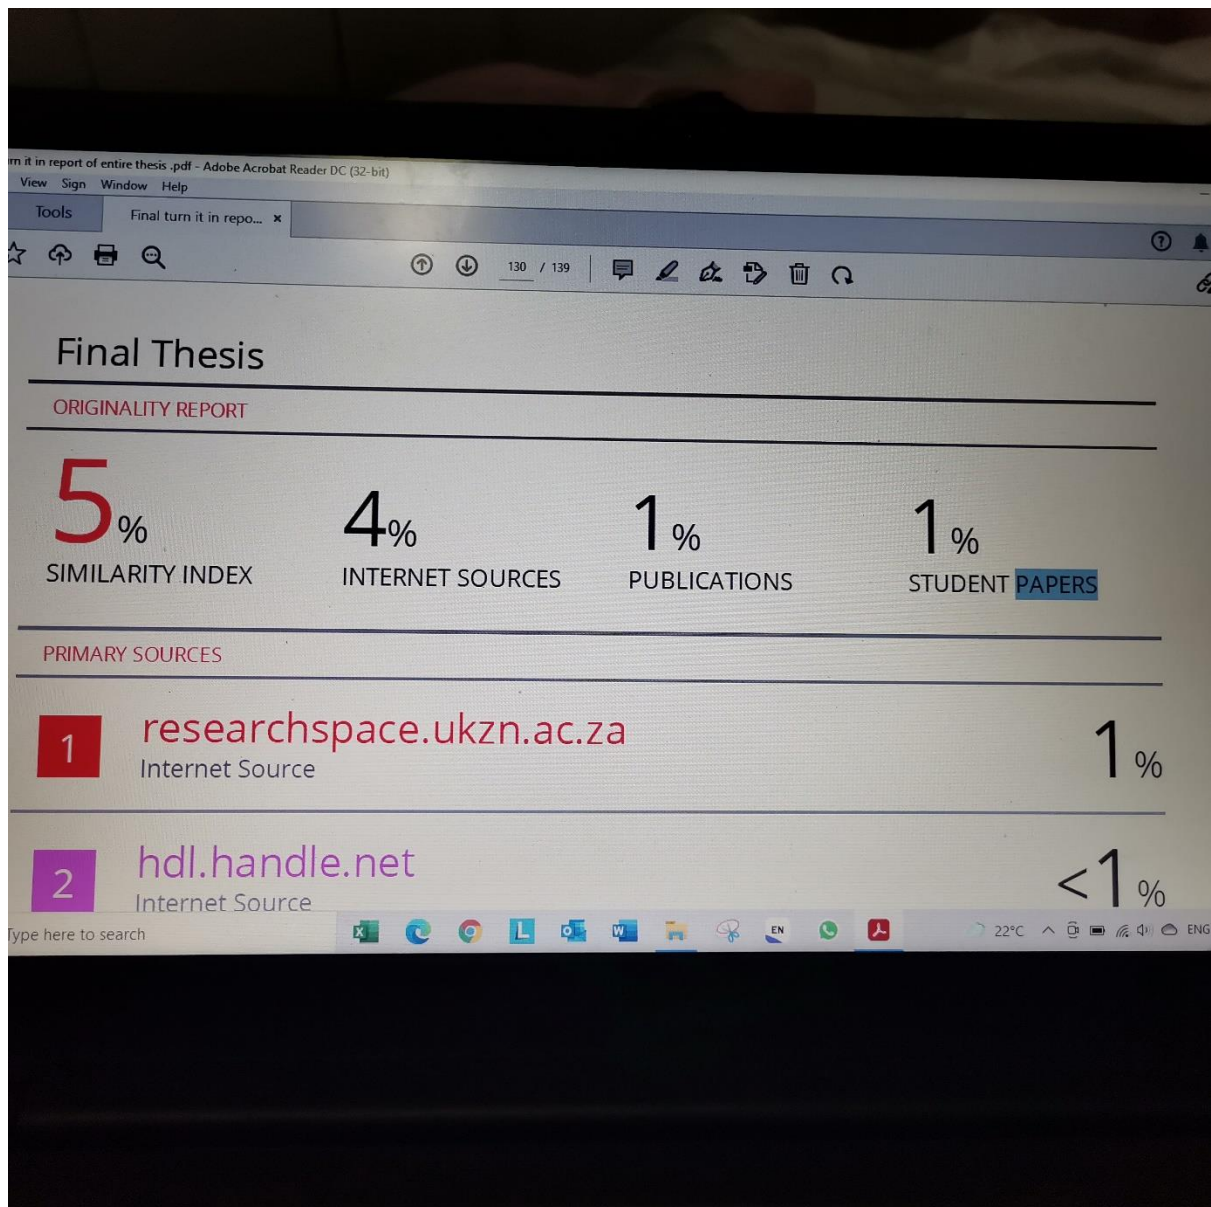 rn it in report of entire thesis .pdf - Adobe Acrobat Reader DC (32-bit)
View Sign Window Help
Tools Final turn it in repo... ×
130 / 139
Final Thesis
ORIGINALITY REPORT
5% 4% 1% 1%
SIMILARITY INDEX INTERNET SOURCES PUBLICATIONS STUDENT PAPERS
PRIMARY SOURCES
1 researchspace.ukzn.ac.za 1%
Internet Source
2 hdl.handle.net <1%
Internet Source
Type here to search L EN 22°C ENG